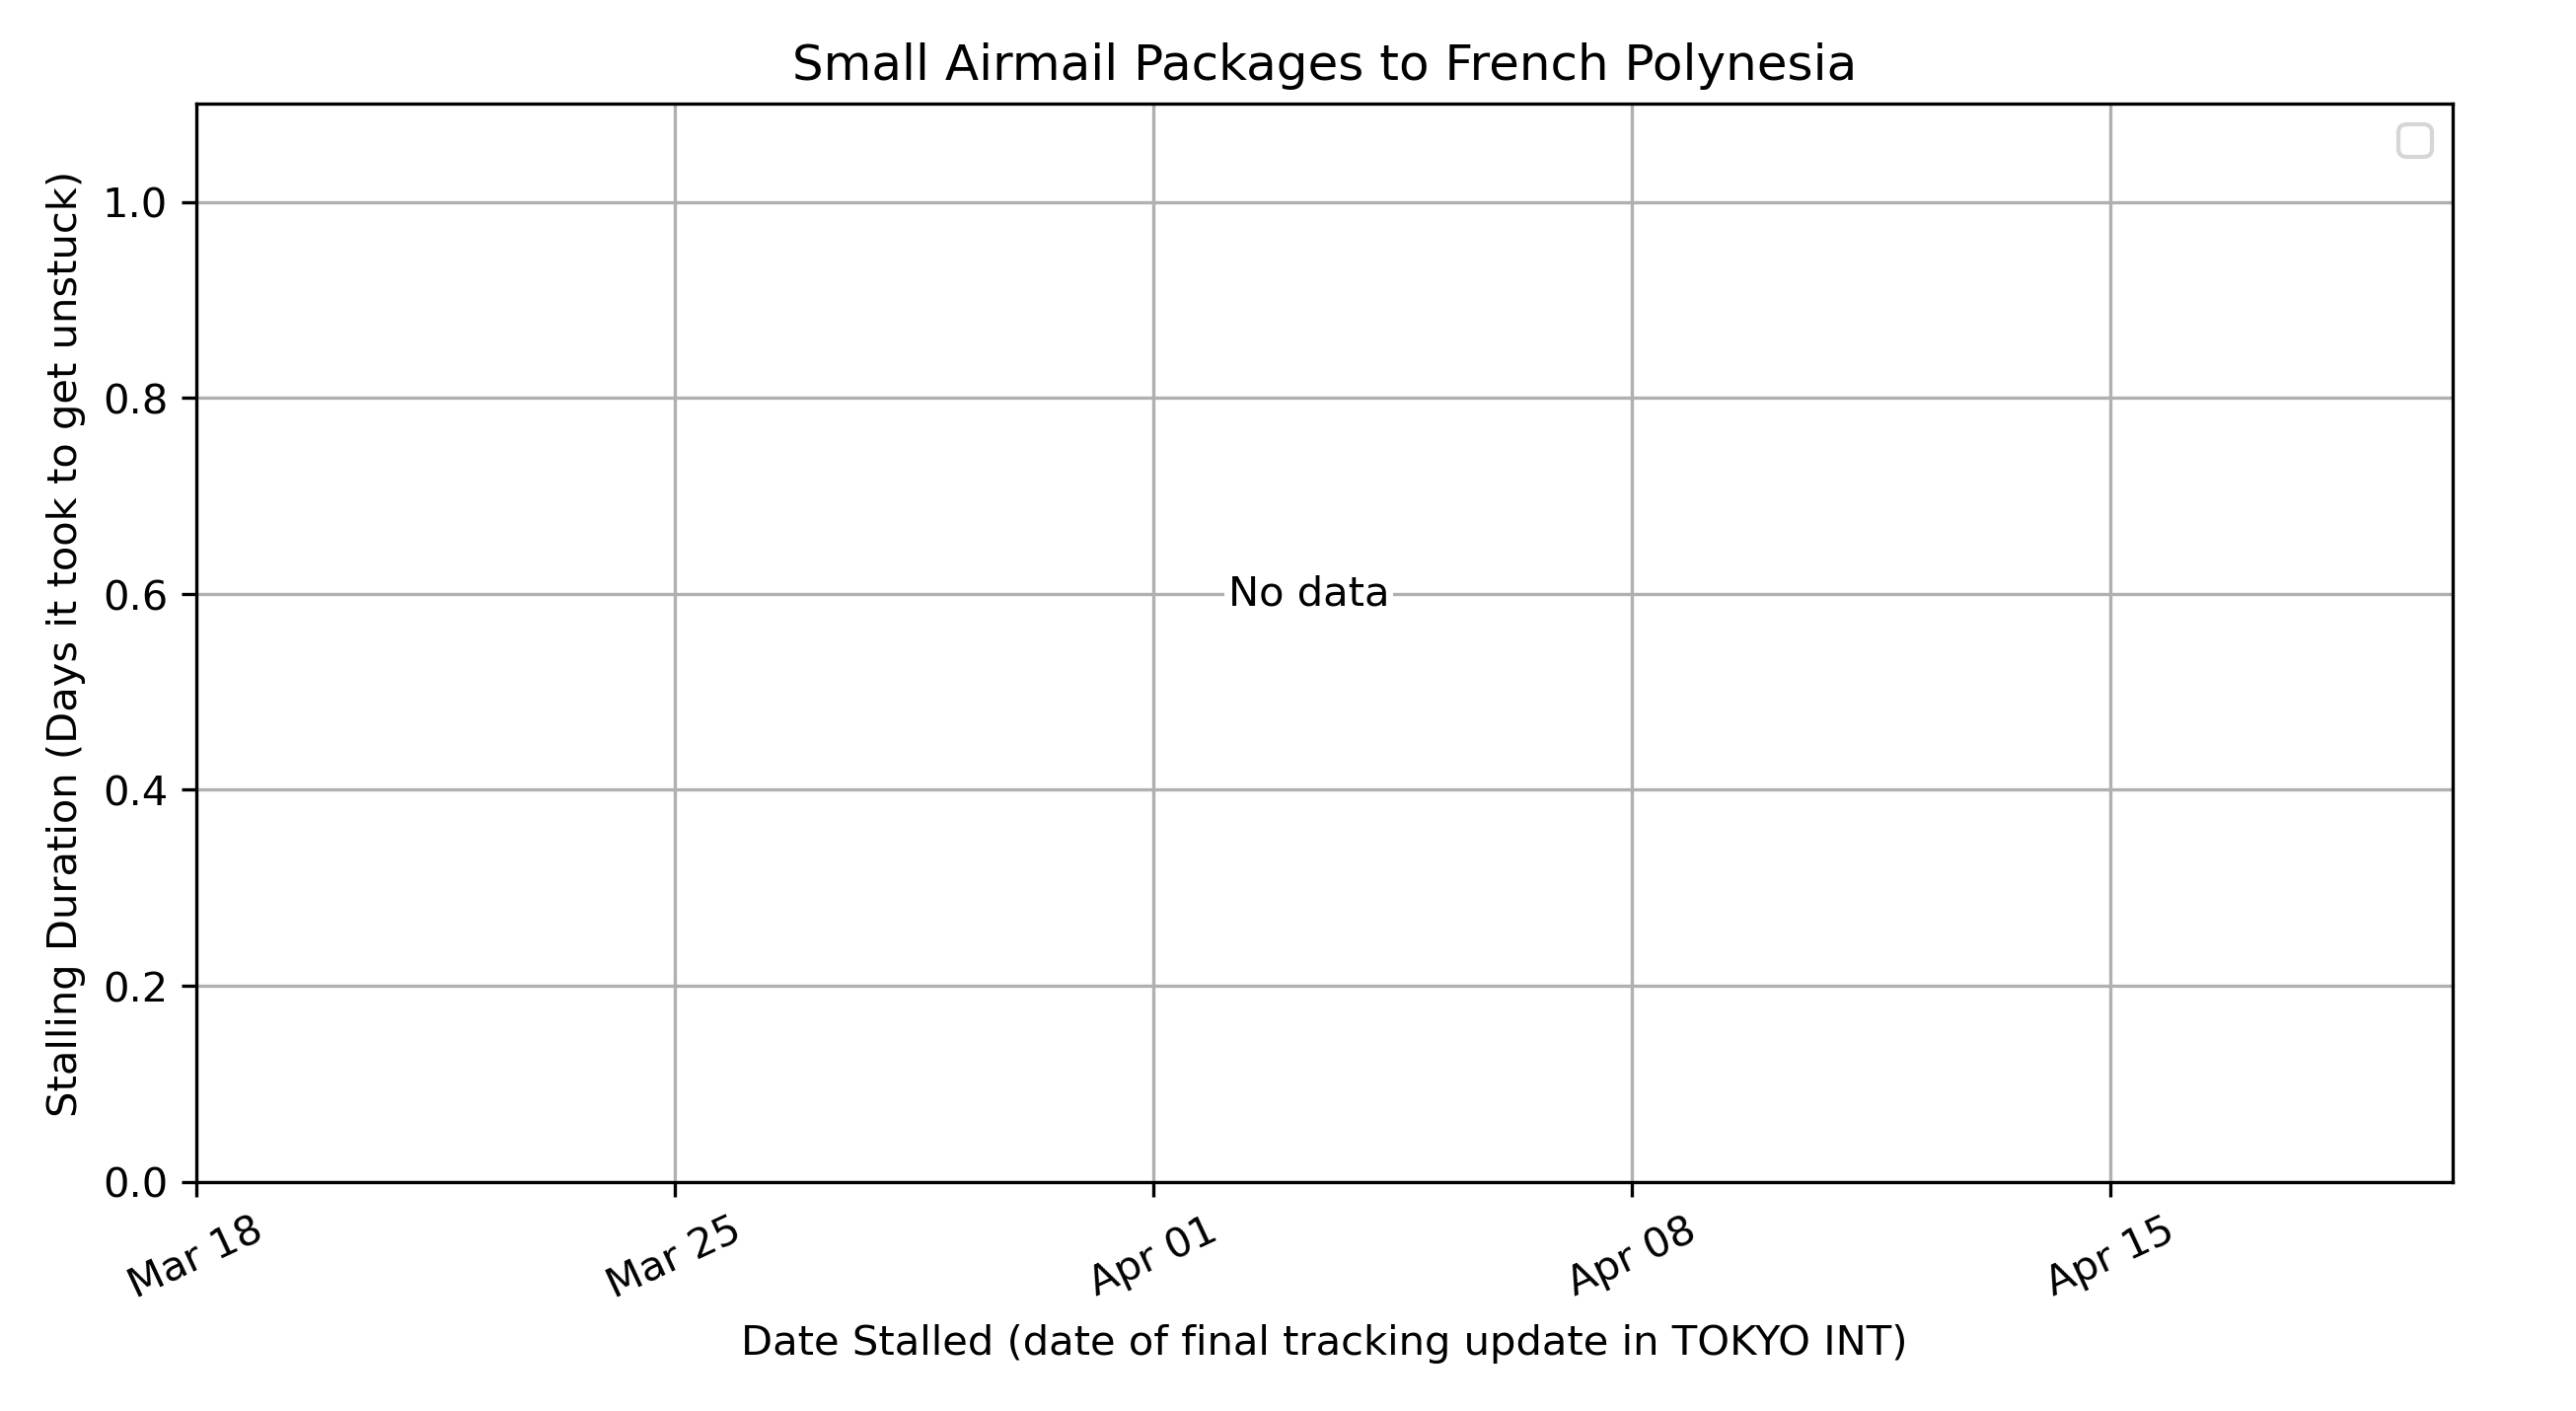 Small Airmail Packages to French Polynesia
Stalling Duration (Days it took to get unstuck)
1.0
0.8
0.6
0.4
0.2
0.0
No data
Mar 18
Mar 25
Apr 01
Apr 08
Apr 15
Date Stalled (date of final tracking update in TOKYO INT)